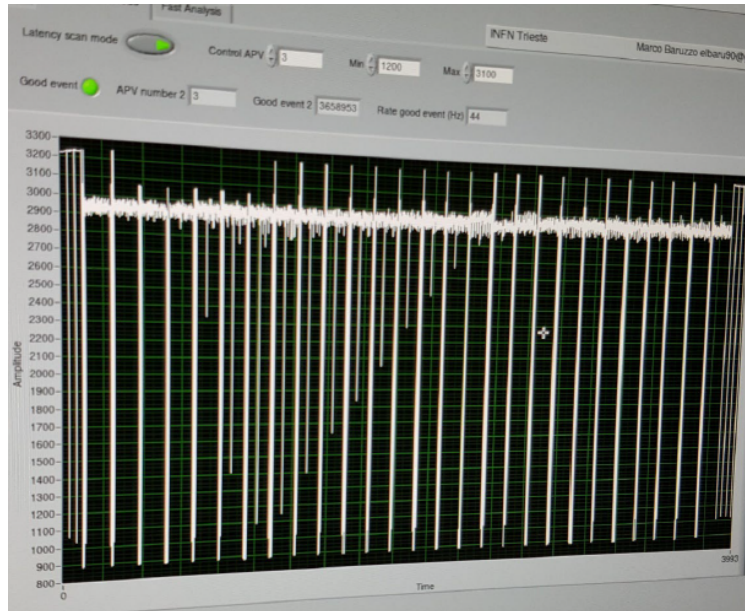 Fast Analysis
INFN Trieste
Marco Baruzzo elbaru90@
Latency scan mode
Control APV 3
Min 1200
Max 3100
Good event
APV number 2 3
Good event 2 3658953
Rate good event (Hz) 44
Amplitude
3300
3200
3100
3000
2900
2800
2700
2600
2500
2400
2300
2200
2100
2000
1900
1800
1700
1600
1500
1400
1300
1200
1100
1000
900
800
0
Time
3993